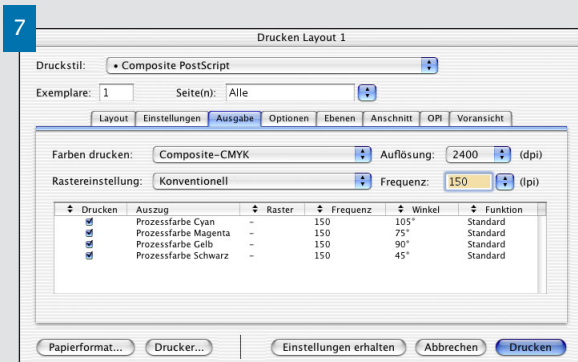 7
Drucken Layout 1
Druckstil: • Composite PostScript
Exemplare: 1 Seite(n): Alle
Layout Einstellungen Ausgabe Optionen Ebenen Anschnitt OPI Voransicht
Farben drucken: Composite-CMYK Auflösung: 2400 (dpi)
Rastereinstellung: Konventionell Frequenz: 150 (lpi)
Drucken Auszug Raster Frequenz Winkel Funktion
Prozessfarbe Cyan – 150 105° Standard
Prozessfarbe Magenta – 150 75° Standard
Prozessfarbe Gelb – 150 90° Standard
Prozessfarbe Schwarz – 150 45° Standard
Papierformat... Drucker... Einstellungen erhalten Abbrechen Drucken